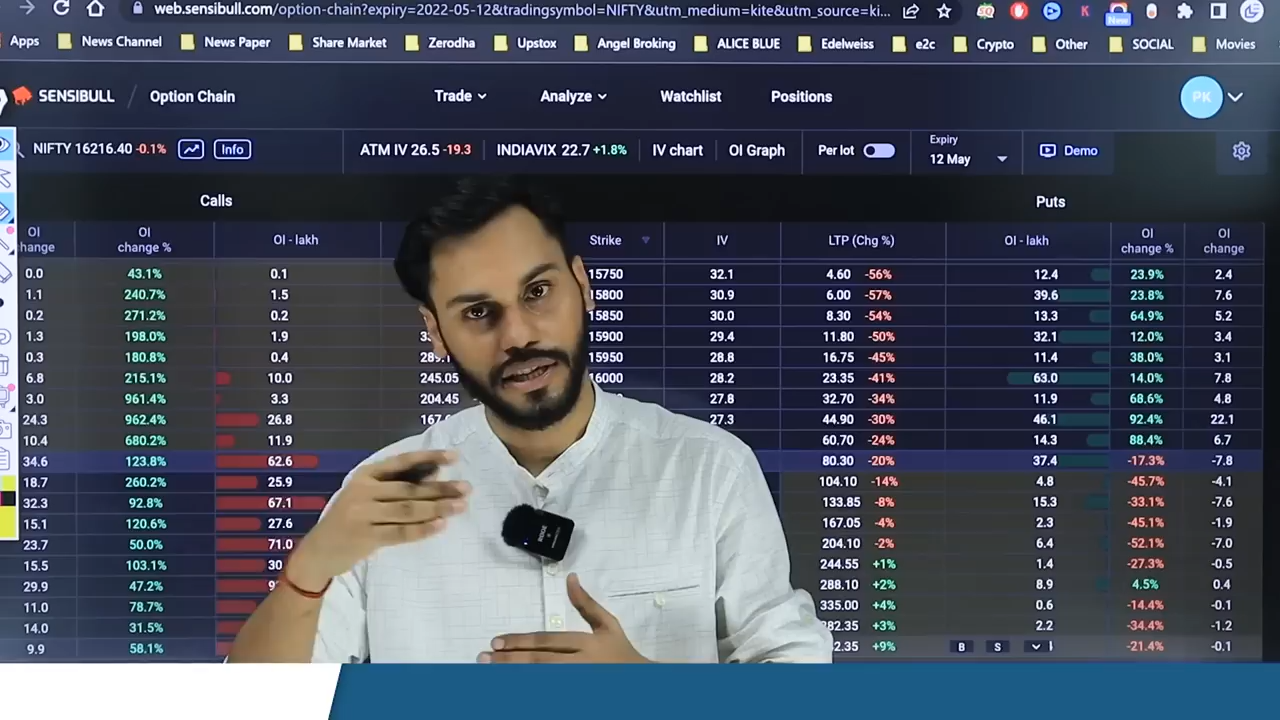 web.sensibull.com/option-chain?expiry=2022-05-12&tradingsymbol=NIFTY&utm_medium=kite&utm_source=ki...
New
Apps News Channel News Paper Share Market Zerodha Upstox Angel Broking ALICE BLUE Edelweiss e2c Crypto Other SOCIAL Movies
SENSIBULL / Option Chain Trade Analyze Watchlist Positions PK
NIFTY 16216.40 -0.1% Info ATM IV 26.5 -19.3 INDIAVIX 22.7 +1.8% IV chart OI Graph Per lot Expiry 12 May Demo
Calls Puts
OI change OI change % OI - lakh Strike IV LTP (Chg %) OI - lakh OI change % OI change
0.0 43.1% 0.1 15750 32.1 4.60 -56% 12.4 23.9% 2.4
1.1 240.7% 1.5 15800 30.9 6.00 -57% 39.6 23.8% 7.6
0.2 271.2% 0.2 15850 30.0 8.30 -54% 13.3 64.9% 5.2
1.3 198.0% 1.9 15900 29.4 11.80 -50% 32.1 12.0% 3.4
0.3 180.8% 0.4 289.1 15950 28.8 16.75 -45% 11.4 38.0% 3.1
6.8 215.1% 10.0 245.05 16000 28.2 23.35 -41% 63.0 14.0% 7.8
3.0 961.4% 3.3 204.45 27.8 32.70 -34% 11.9 68.6% 4.8
24.3 962.4% 26.8 27.3 44.90 -30% 46.1 92.4% 22.1
10.4 680.2% 11.9 60.70 -24% 14.3 88.4% 6.7
34.6 123.8% 62.6 80.30 -20% 37.4 -17.3% -7.8
18.7 260.2% 25.9 104.10 -14% 4.8 -45.7% -4.1
32.3 92.8% 67.1 133.85 -8% 15.3 -33.1% -7.6
15.1 120.6% 27.6 167.05 -4% 2.3 -45.1% -1.9
23.7 50.0% 71.0 204.10 -2% 6.4 -52.1% -7.0
15.5 103.1% 30 244.55 +1% 1.4 -27.3% -0.5
29.9 47.2% 288.10 +2% 8.9 4.5% 0.4
11.0 78.7% 335.00 +4% 0.6 -14.4% -0.1
14.0 31.5% 382.35 +3% 2.2 -34.4% -1.2
9.9 58.1% 2.35 +9% B S -21.4% -0.1